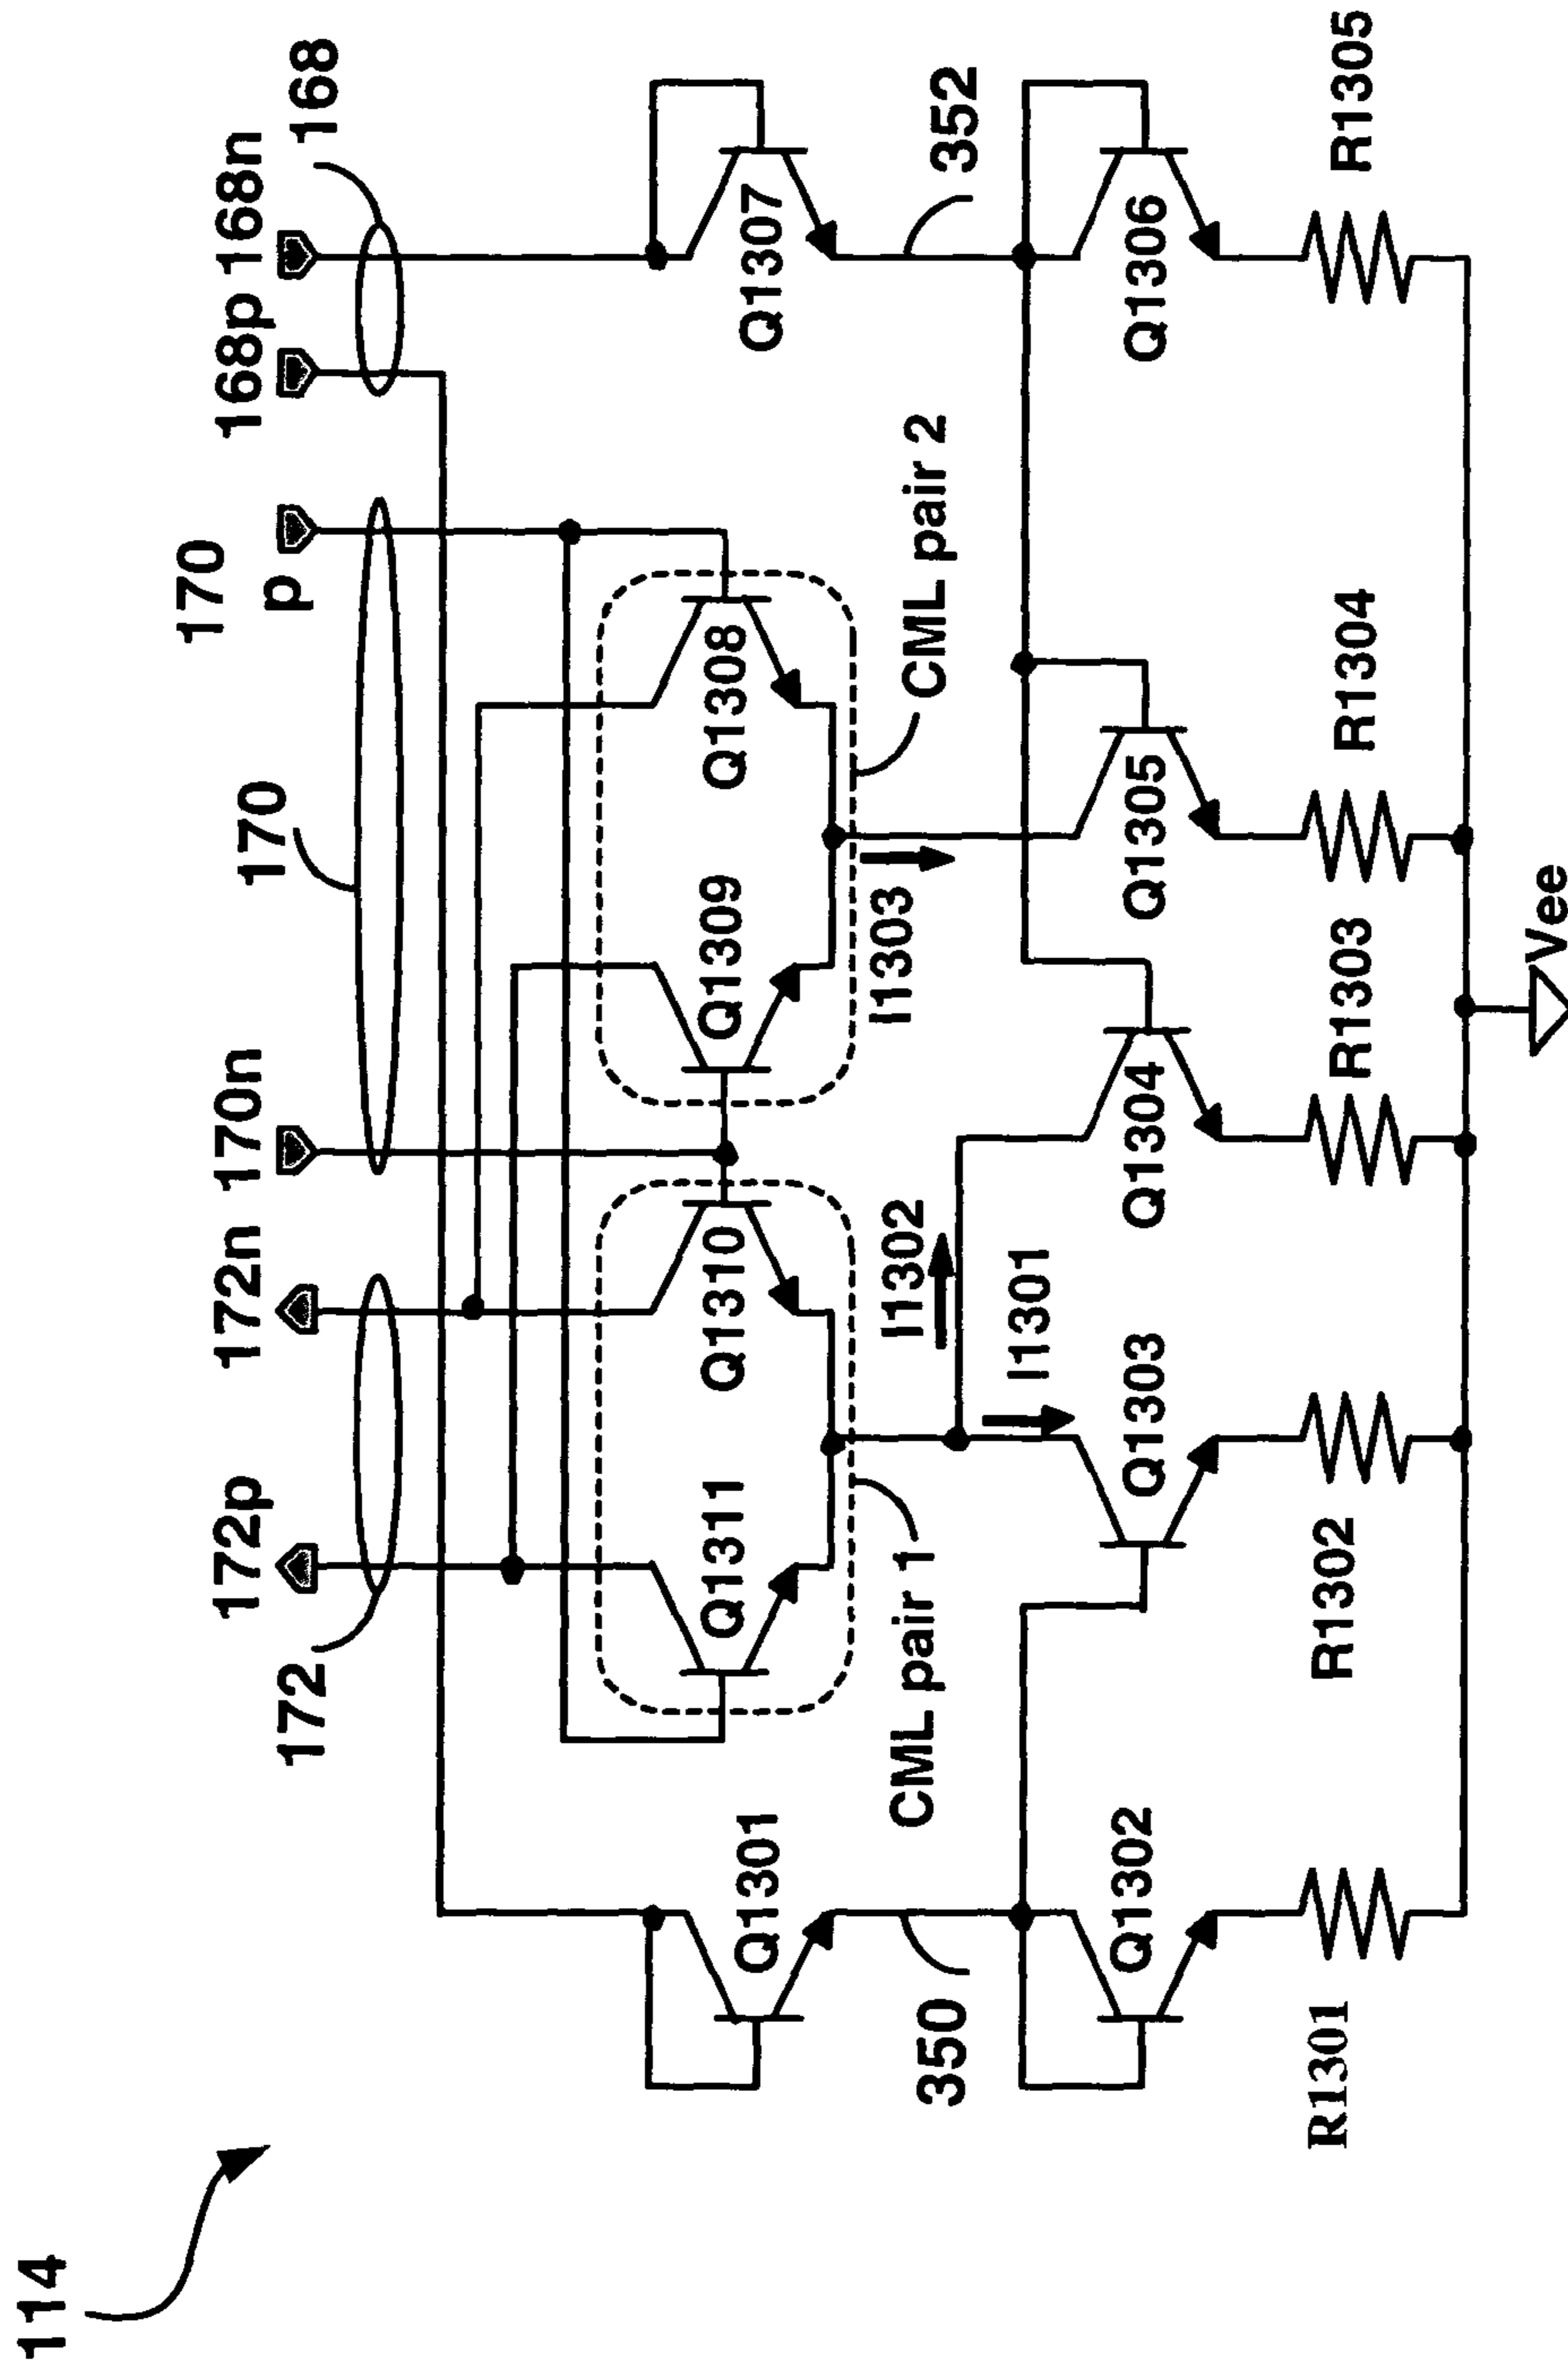 114
172
172p
172n
170n
170
170
p
168p
168n
168
Q1311
Q1310
Q1309
Q1308
Q1301
Q1307
CML pair 1
CML pair 2
I1302
I1303
I1301
350
352
Q1302
Q1303
Q1304
Q1305
Q1306
R1301
R1302
R1303
R1304
R1305
Vee